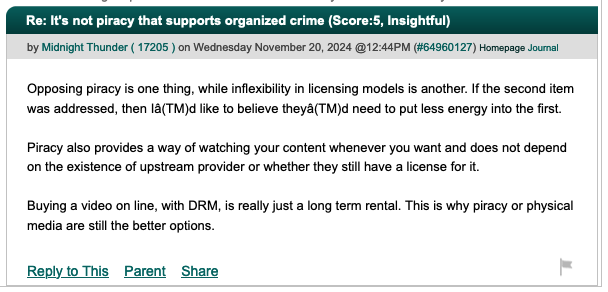 Re: It's not piracy that supports organized crime (Score:5, Insightful)
by Midnight Thunder ( 17205 ) on Wednesday November 20, 2024 @12:44PM (#64960127) Homepage Journal
Opposing piracy is one thing, while inflexibility in licensing models is another. If the second item
was addressed, then Iâ(TM)d like to believe theyâ(TM)d need to put less energy into the first.
Piracy also provides a way of watching your content whenever you want and does not depend
on the existence of upstream provider or whether they still have a license for it.
Buying a video on line, with DRM, is really just a long term rental. This is why piracy or physical
media are still the better options.
Reply to This Parent Share